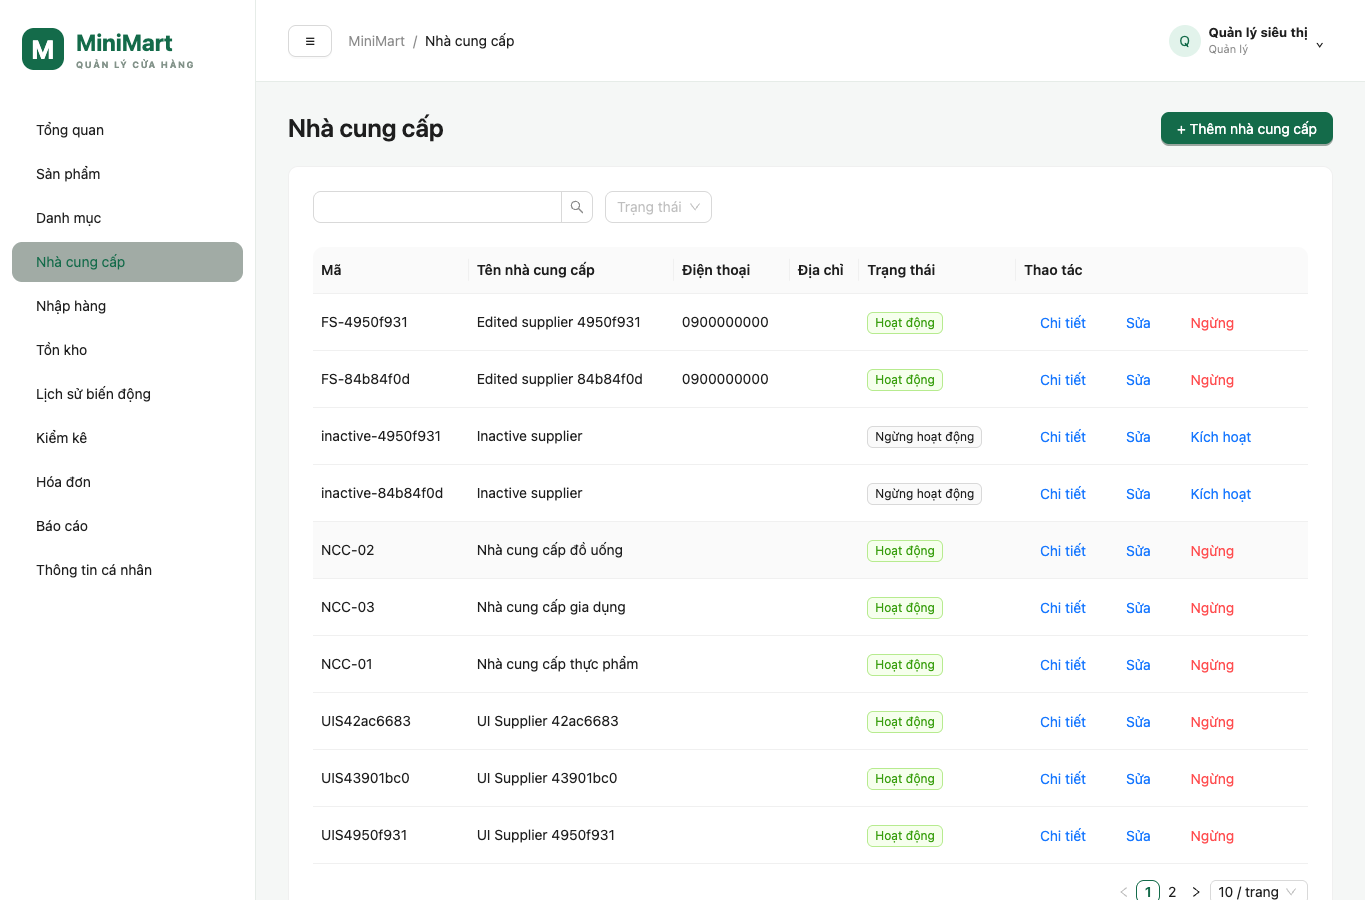 M MiniMart
QUẢN LÝ CỬA HÀNG
MiniMart / Nhà cung cấp
Q Quản lý siêu thị
Quản lý
Tổng quan
Sản phẩm
Danh mục
Nhà cung cấp
Nhập hàng
Tồn kho
Lịch sử biến động
Kiểm kê
Hóa đơn
Báo cáo
Thông tin cá nhân
Nhà cung cấp
+ Thêm nhà cung cấp
Trạng thái
Mã Tên nhà cung cấp Điện thoại Địa chỉ Trạng thái Thao tác
FS-4950f931 Edited supplier 4950f931 0900000000 Hoạt động Chi tiết Sửa Ngừng
FS-84b84f0d Edited supplier 84b84f0d 0900000000 Hoạt động Chi tiết Sửa Ngừng
inactive-4950f931 Inactive supplier Ngừng hoạt động Chi tiết Sửa Kích hoạt
inactive-84b84f0d Inactive supplier Ngừng hoạt động Chi tiết Sửa Kích hoạt
NCC-02 Nhà cung cấp đồ uống Hoạt động Chi tiết Sửa Ngừng
NCC-03 Nhà cung cấp gia dụng Hoạt động Chi tiết Sửa Ngừng
NCC-01 Nhà cung cấp thực phẩm Hoạt động Chi tiết Sửa Ngừng
UIS42ac6683 UI Supplier 42ac6683 Hoạt động Chi tiết Sửa Ngừng
UIS43901bc0 UI Supplier 43901bc0 Hoạt động Chi tiết Sửa Ngừng
UIS4950f931 UI Supplier 4950f931 Hoạt động Chi tiết Sửa Ngừng
< 1 2 > 10 / trang